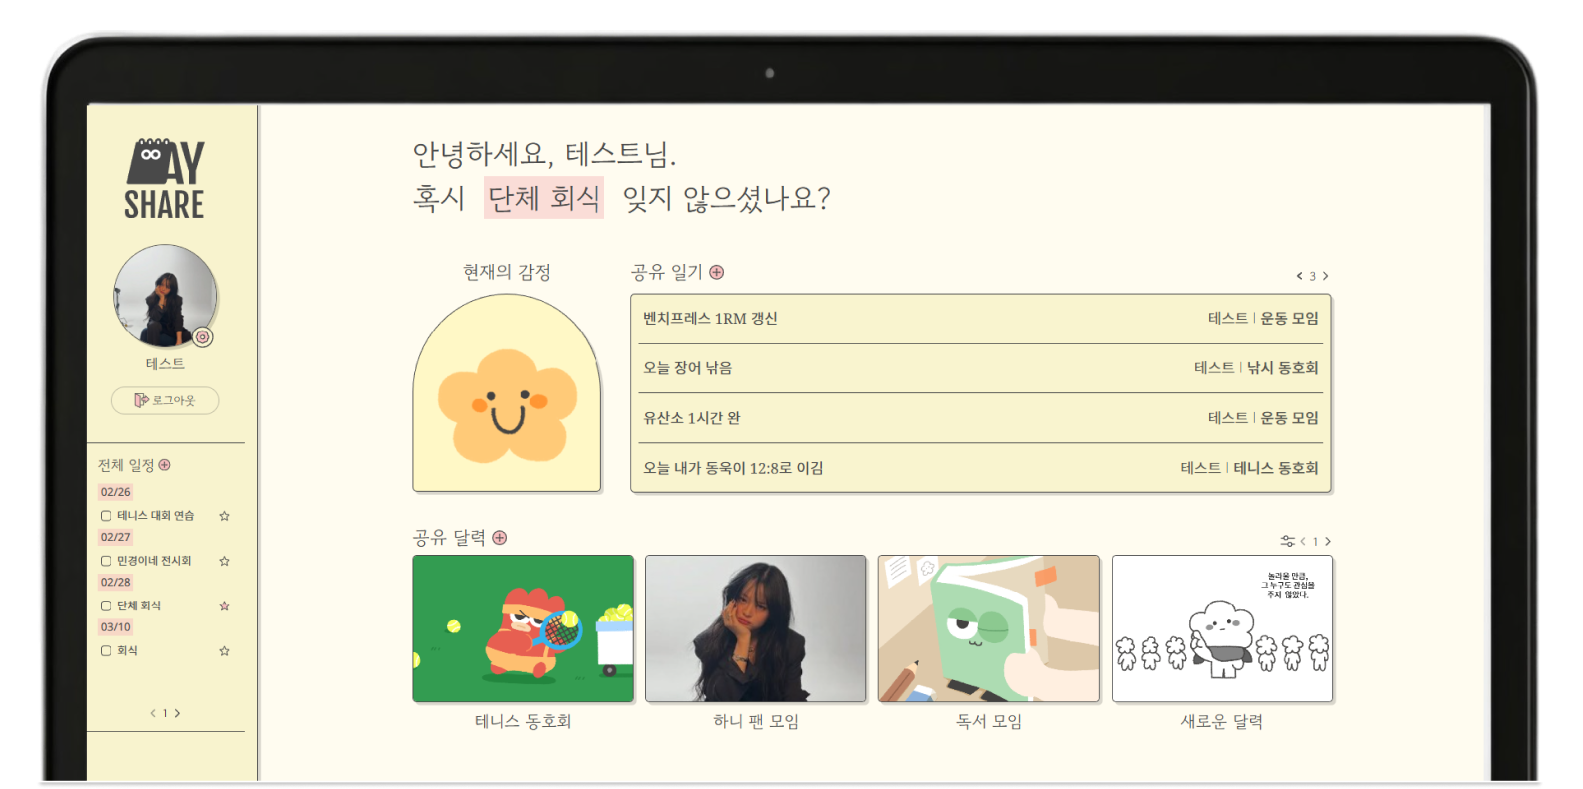 DAY
SHARE
테스트
로그아웃
전체 일정
02/26
테니스 대회 연습
02/27
민경이네 전시회
02/28
단체 회식
03/10
회식
< 1 >
안녕하세요, 테스트님.
혹시 단체 회식 잊지 않으셨나요?
현재의 감정
공유 일기
< 3 >
벤치프레스 1RM 갱신 테스트 | 운동 모임
오늘 장어 낚음 테스트 | 낚시 동호회
유산소 1시간 완 테스트 | 운동 모임
오늘 내가 동욱이 12:8로 이김 테스트 | 테니스 동호회
공유 달력
< 1 >
놀라울 만큼,
그 누구도 관심을
주지 않았다.
테니스 동호회
하니 팬 모임
독서 모임
새로운 달력